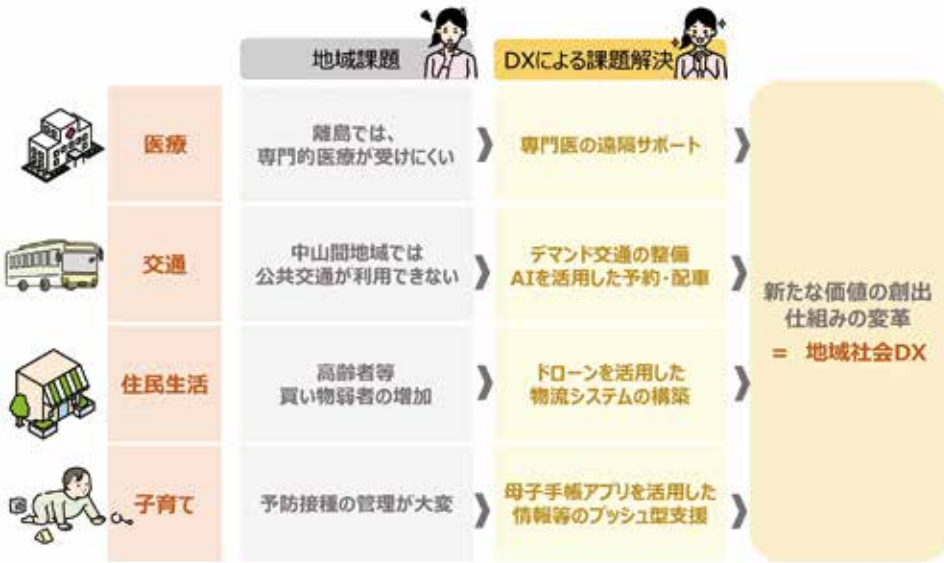 地域課題
DXによる課題解決
医療
離島では、
専門的医療が受けにくい
専門医の遠隔サポート
交通
中山間地域では
公共交通が利用できない
デマンド交通の整備
AIを活用した予約・配車
住民生活
高齢者等
買い物弱者の増加
ドローンを活用した
物流システムの構築
子育て
予防接種の管理が大変
母子手帳アプリを活用した
情報等のプッシュ型支援
新たな価値の創出
仕組みの変革
= 地域社会DX